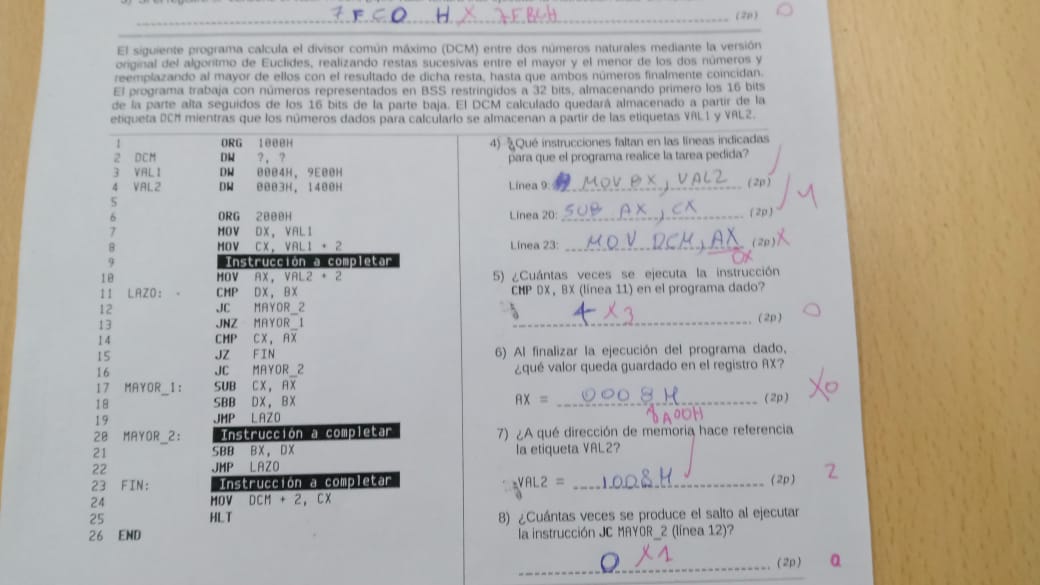 7FC0 H X 7FBCH (2p) 0
El siguiente programa calcula el divisor común máximo (DCM) entre dos números naturales mediante la versión
original del algoritmo de Euclides, realizando restas sucesivas entre el mayor y el menor de los dos números y
reemplazando al mayor de ellos con el resultado de dicha resta, hasta que ambos números finalmente coincidan.
El programa trabaja con números representados en BSS restringidos a 32 bits, almacenando primero los 16 bits
de la parte alta seguidos de los 16 bits de la parte baja. El DCM calculado quedará almacenado a partir de la
etiqueta DCM mientras que los números dados para calcularlo se almacenan a partir de las etiquetas VAL1 y VAL2.
1 ORG 1000H
2 DCM DW ?, ?
3 VAL1 DW 0004H, 9E00H
4 VAL2 DW 0003H, 1400H
5
6 ORG 2000H
7 MOV DX, VAL1
8 MOV CX, VAL1 + 2
9 Instrucción a completar
10 MOV AX, VAL2 + 2
11 LAZO: CMP DX, BX
12 JC MAYOR_2
13 JNZ MAYOR_1
14 CMP CX, AX
15 JZ FIN
16 JC MAYOR_2
17 MAYOR_1: SUB CX, AX
18 SBB DX, BX
19 JMP LAZO
20 MAYOR_2: Instrucción a completar
21 SBB BX, DX
22 JMP LAZO
23 FIN: Instrucción a completar
24 MOV DCM + 2, CX
25 HLT
26 END
4) ¿Qué instrucciones faltan en las líneas indicadas
para que el programa realice la tarea pedida?
Línea 9: MOV BX, VAL2 (2p)
Línea 20: SUB AX, CX (2p) 4
Línea 23: MOV DCM, AX (2p) X
DX
5) ¿Cuántas veces se ejecuta la instrucción
CMP DX, BX (línea 11) en el programa dado?
4 X 3 (2p) 0
6) Al finalizar la ejecución del programa dado,
¿qué valor queda guardado en el registro AX?
AX = 0008H (2p) X 0
8A00H
7) ¿A qué dirección de memoria hace referencia
la etiqueta VAL2?
VAL2 = 1008H (2p) 2
8) ¿Cuántas veces se produce el salto al ejecutar
la instrucción JC MAYOR_2 (línea 12)?
0 X 1 (2p) 0